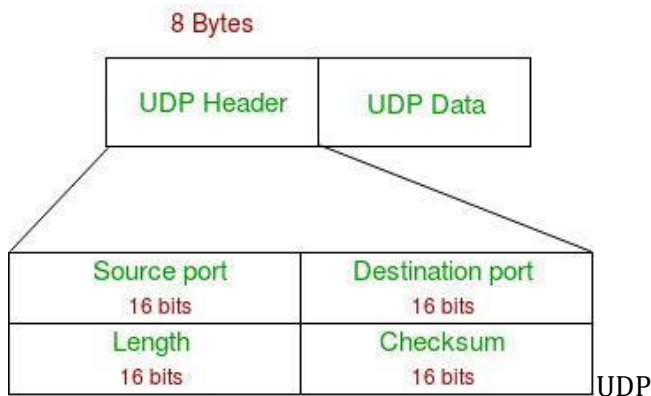 8 Bytes
UDP Header UDP Data
Source port Destination port
16 bits 16 bits
Length Checksum
16 bits 16 bits
UDP